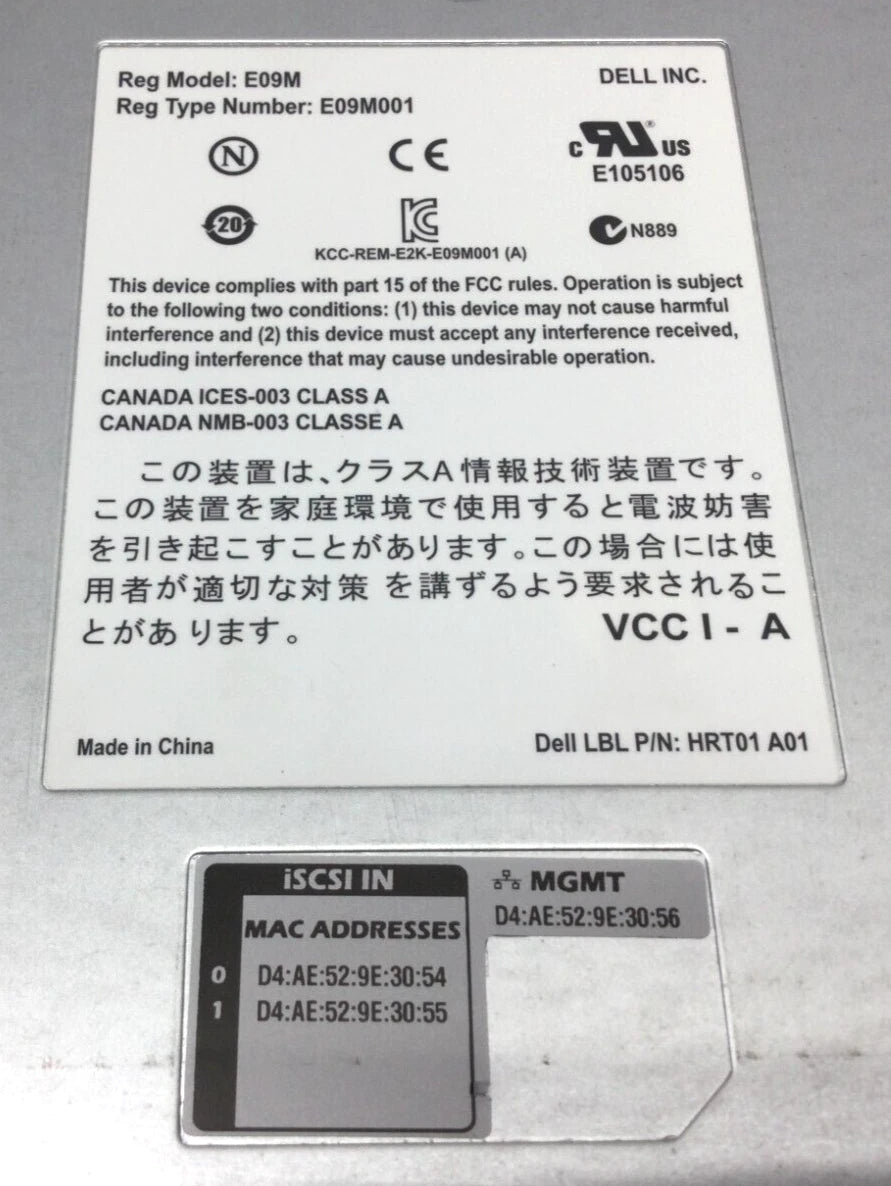 Reg Model: E09M
DELL INC.
Reg Type Number: E09M001
N
CE
c RU® US
E105106
20
KC
N889
KCC-REM-E2K-E09M001 (A)
This device complies with part 15 of the FCC rules. Operation is subject
to the following two conditions: (1) this device may not cause harmful
interference and (2) this device must accept any interference received,
including interference that may cause undesirable operation.
CANADA ICES-003 CLASS A
CANADA NMB-003 CLASSE A
この装置は、クラスA情報技術装置です。
この装置を家庭環境で使用すると電波妨害
を引き起こすことがあります。この場合には使
用者が適切な対策 を講ずるよう要求されるこ
とがあ ります。
VCC I - A
Made in China
Dell LBL P/N: HRT01 A01
iSCSI IN
MAC ADDRESSES
0 D4:AE:52:9E:30:54
1 D4:AE:52:9E:30:55
MGMT
D4:AE:52:9E:30:56